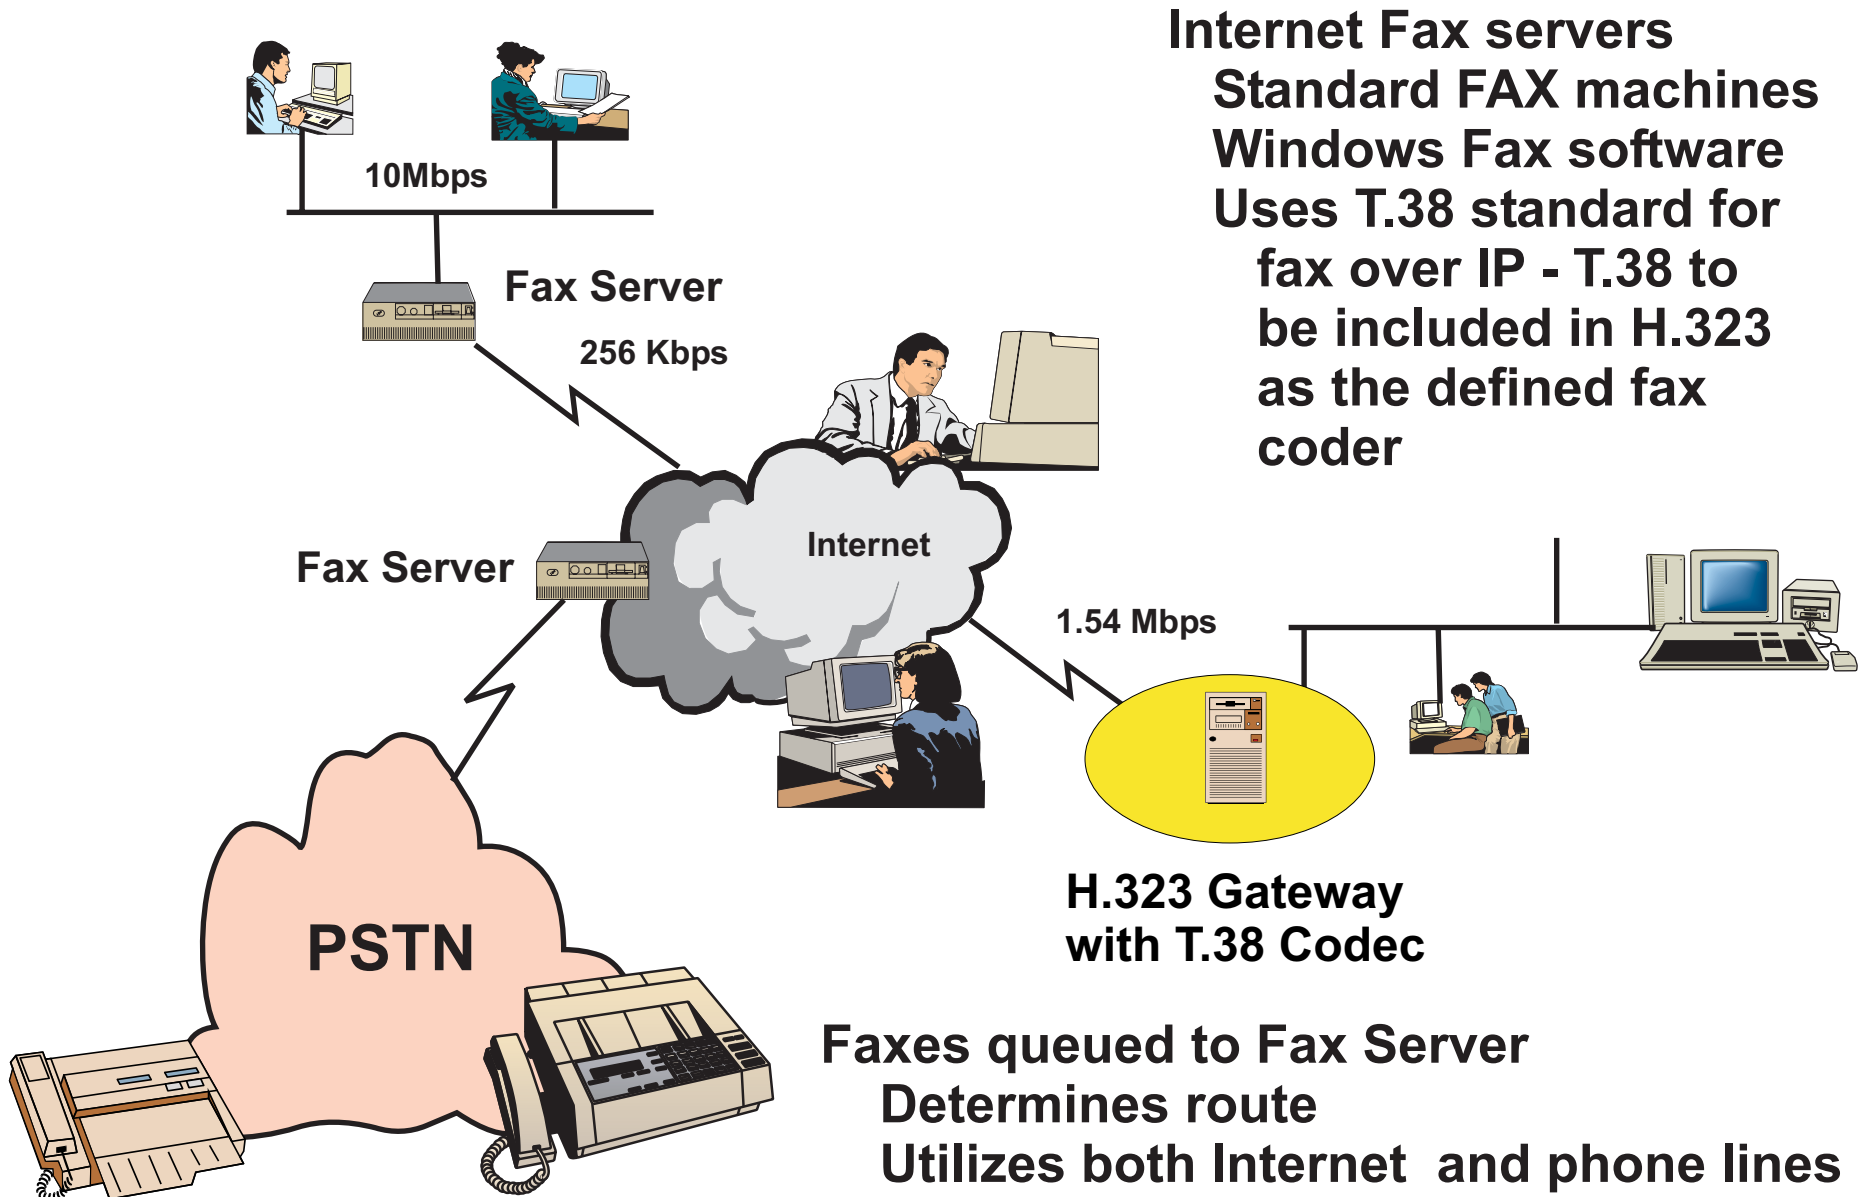 Internet Fax servers
Standard FAX machines
Windows Fax software
Uses T.38 standard for
fax over IP - T.38 to
be included in H.323
as the defined fax
coder
10Mbps
Fax Server
256 Kbps
Internet
Fax Server
1.54 Mbps
H.323 Gateway
with T.38 Codec
PSTN
Faxes queued to Fax Server
Determines route
Utilizes both Internet and phone lines